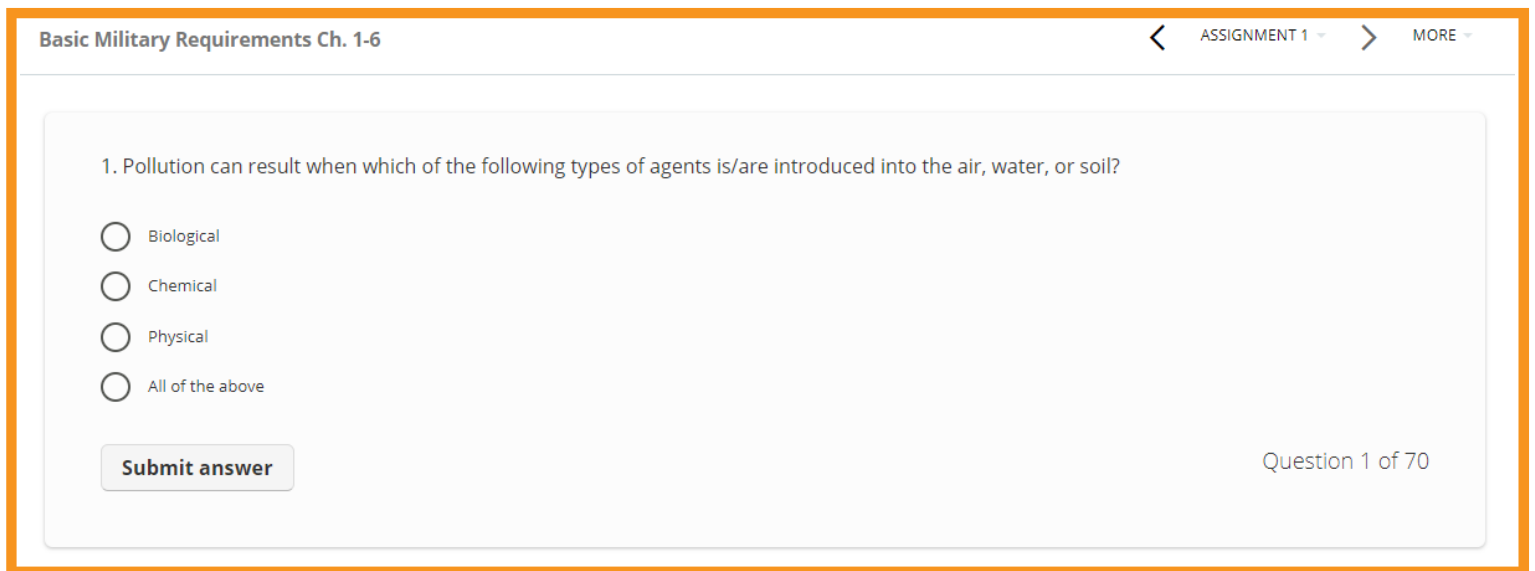 Basic Military Requirements Ch. 1-6
ASSIGNMENT 1
MORE
1. Pollution can result when which of the following types of agents is/are introduced into the air, water, or soil?
Biological
Chemical
Physical
All of the above
Submit answer
Question 1 of 70